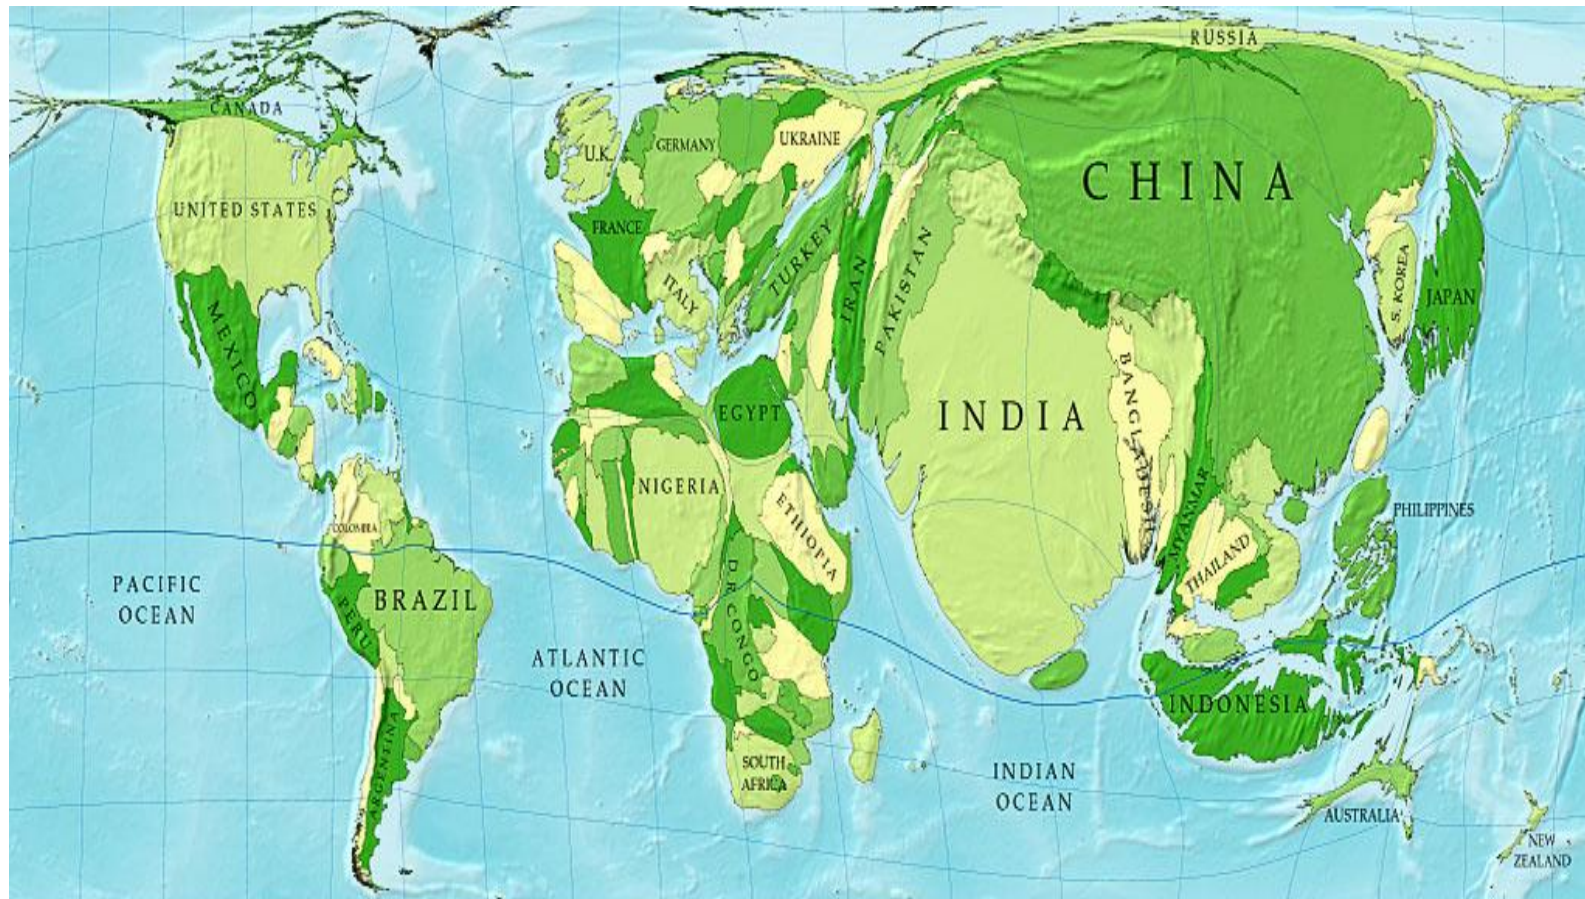 RUSSIA
CANADA
UKRAINE
GERMANY
U.K.
CHINA
UNITED STATES
FRANCE
TURKEY
PAKISTAN
IRAN
ITALY
S. KOREA
JAPAN
MEXICO
EGYPT
INDIA
BANGLADESH
NIGERIA
ETHIOPIA
MYANMAR
PHILIPPINES
COLOMBIA
THAILAND
PACIFIC
OCEAN
PERU
BRAZIL
DR CONGO
ATLANTIC
OCEAN
INDONESIA
ARGENTINA
SOUTH
AFRICA
INDIAN
OCEAN
AUSTRALIA
NEW
ZEALAND